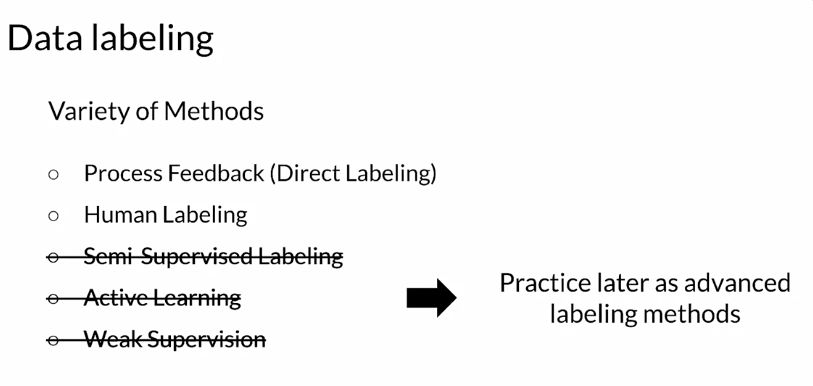 Data labeling
Variety of Methods
Process Feedback (Direct Labeling)
Human Labeling
Semi-Supervised Labeling
Active Learning
Weak Supervision
Practice later as advanced
labeling methods